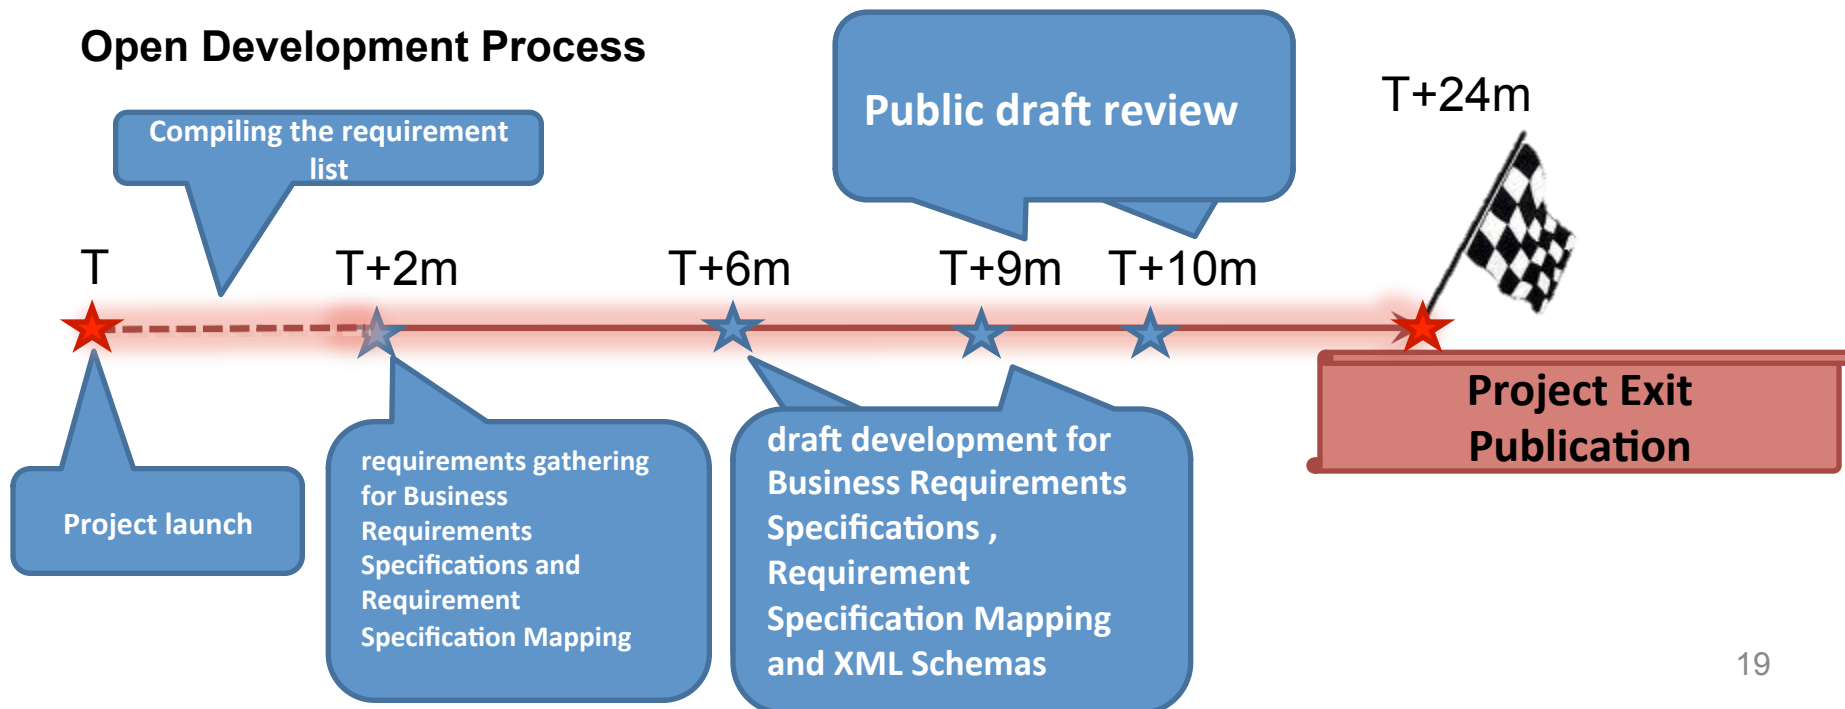 Open Development Process
Compiling the requirement
list
Public draft review
T+24m
T
T+2m
T+6m
T+9m
T+10m
Project launch
requirements gathering
for Business
Requirements
Specifications and
Requirement
Specification Mapping
draft development for
Business Requirements
Specifications ,
Requirement
Specification Mapping
and XML Schemas
Project Exit
Publication
19